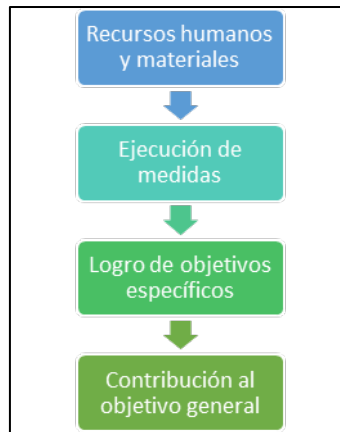 Recursos humanos
y materiales
Ejecución de
medidas
Logro de objetivos
específicos
Contribución al
objetivo general